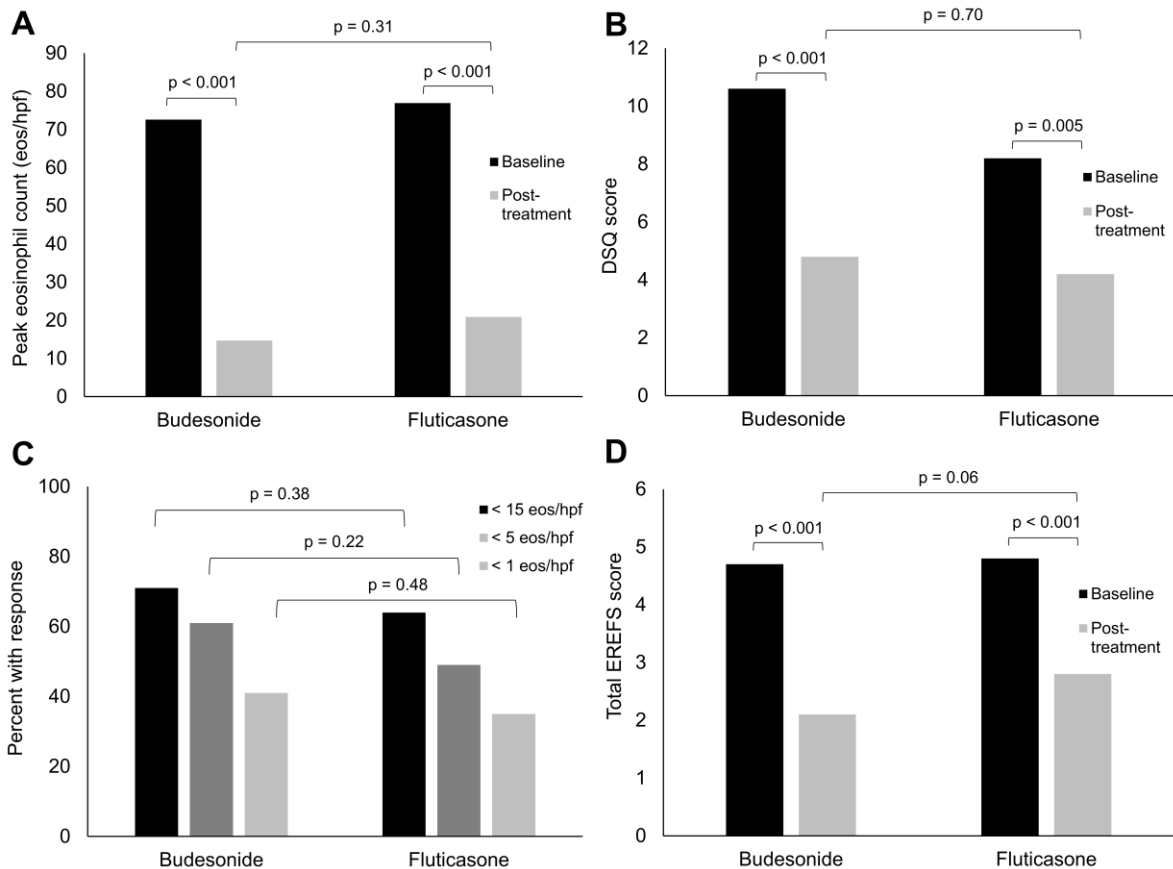 A
p = 0.31
p < 0.001
p < 0.001
Peak eosinophil count (eos/hpf)
90
80
70
60
50
40
30
20
10
0
Baseline
Post-
treatment
Budesonide
Fluticasone
B
p = 0.70
p < 0.001
p = 0.005
DSQ score
12
10
8
6
4
2
0
Baseline
Post-
treatment
Budesonide
Fluticasone
C
p = 0.38
p = 0.22
p = 0.48
Percent with response
100
80
60
40
20
0
< 15 eos/hpf
< 5 eos/hpf
< 1 eos/hpf
Budesonide
Fluticasone
D
p = 0.06
p < 0.001
p < 0.001
Total EREFS score
6
5
4
3
2
1
0
Baseline
Post-
treatment
Budesonide
Fluticasone